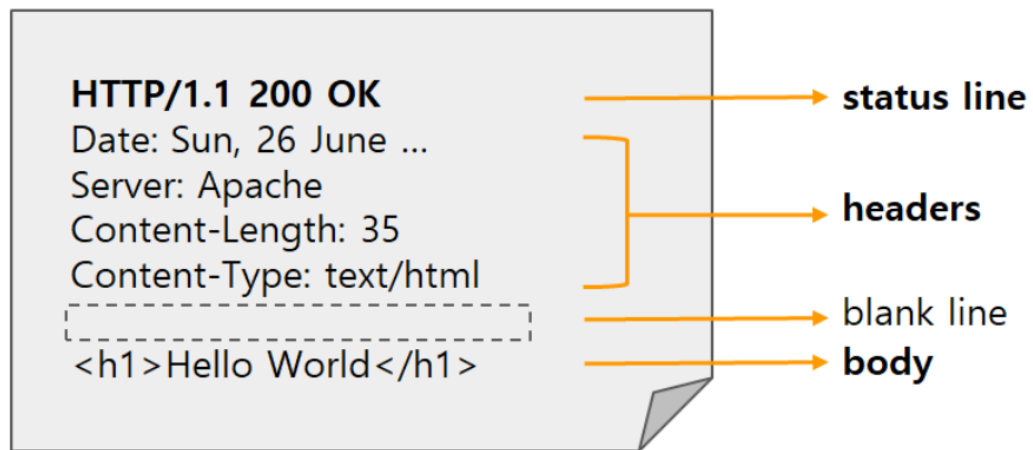 HTTP/1.1 200 OK
Date: Sun, 26 June ...
Server: Apache
Content-Length: 35
Content-Type: text/html
<h1>Hello World</h1>
status line
headers
blank line
body